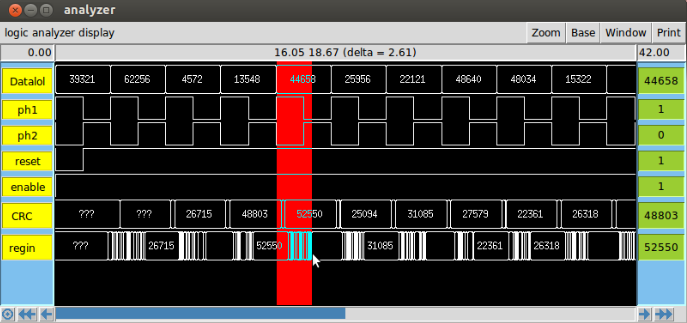 analyzer
logic analyzer display Zoom Base Window Print
0.00 16.05 18.67 (delta = 2.61) 42.00
DataIoI 39321 62256 4572 13548 44658 25956 22121 48640 48034 15322 44658
ph1 1
ph2 0
reset 1
enable 1
CRC ??? ??? 26715 48803 52550 25094 31085 27579 22361 26318 48803
regin ??? 26715 52550 31085 22361 26318 52550